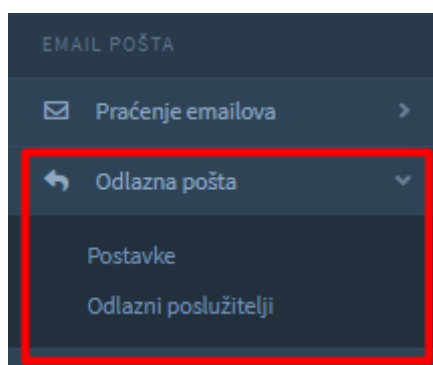 EMAIL POŠTA
Praćenje emailova
Odlazna pošta
Postavke
Odlazni poslužitelji